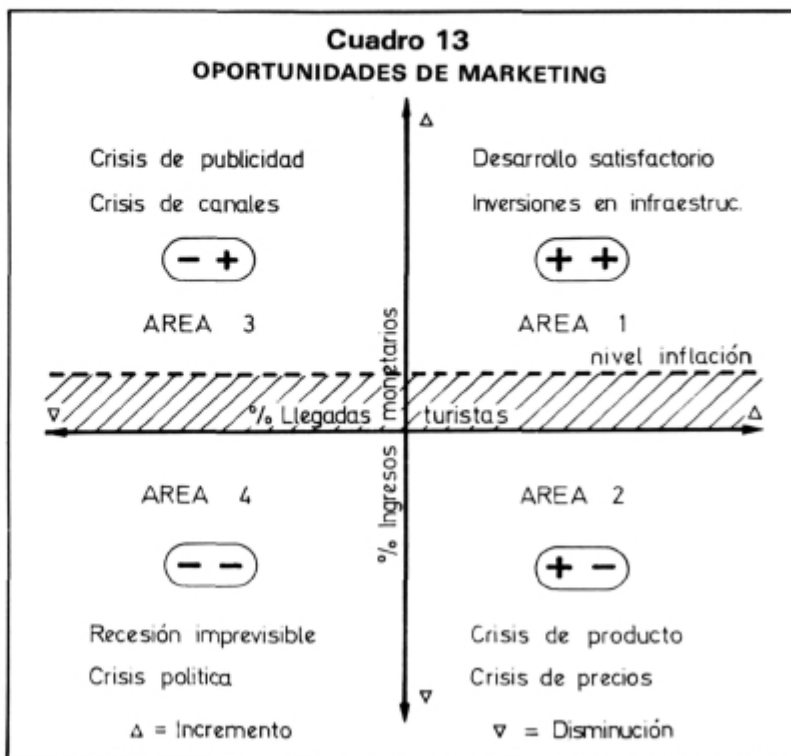 Cuadro 13
OPORTUNIDADES DE MARKETING
Δ
Crisis de publicidad
Crisis de canales
- +
AREA 3
Desarrollo satisfactorio
Inversiones en infraestruc.
+ +
AREA 1
nivel inflación
∇ % Llegadas turistas Δ
% Ingresos monetarios
AREA 4
- -
Recesión imprevisible
Crisis politica
AREA 2
+ -
Crisis de producto
Crisis de precios
∇
Δ = Incremento
∇ = Disminución